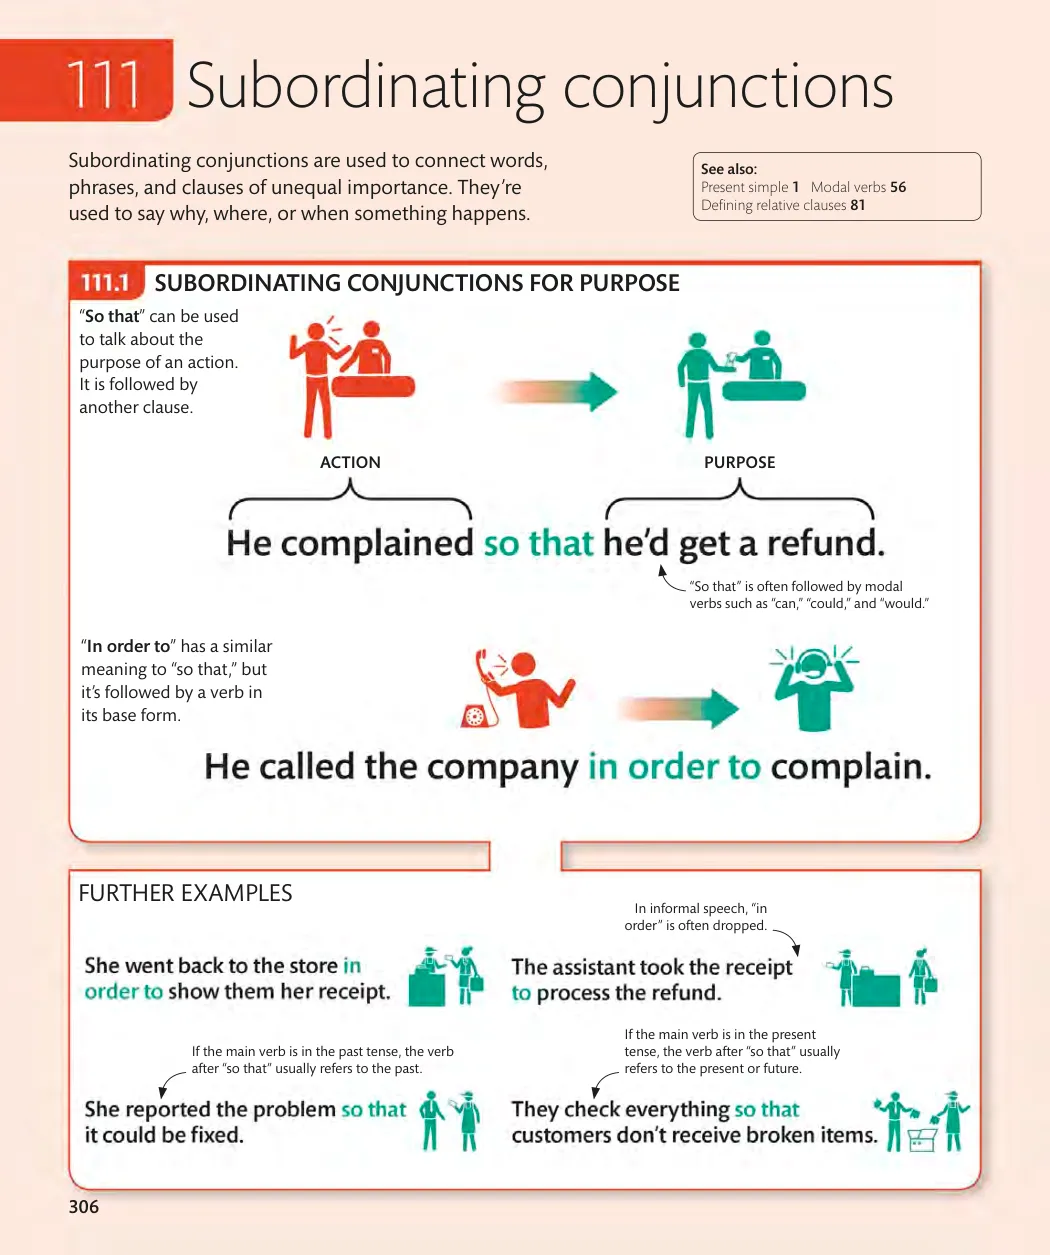 111 Subordinating conjunctions
Subordinating conjunctions are used to connect words,
phrases, and clauses of unequal importance. They’re
used to say why, where, or when something happens.
See also:
Present simple 1 Modal verbs 56
Defining relative clauses 81
111.1 SUBORDINATING CONJUNCTIONS FOR PURPOSE
“So that” can be used
to talk about the
purpose of an action.
It is followed by
another clause.
ACTION
PURPOSE
He complained so that he’d get a refund.
“So that” is often followed by modal
verbs such as “can,” “could,” and “would.”
“In order to” has a similar
meaning to “so that,” but
it’s followed by a verb in
its base form.
He called the company in order to complain.
FURTHER EXAMPLES
She went back to the store in
order to show them her receipt.
In informal speech, “in
order” is often dropped.
The assistant took the receipt
to process the refund.
If the main verb is in the past tense, the verb
after “so that” usually refers to the past.
She reported the problem so that
it could be fixed.
If the main verb is in the present
tense, the verb after “so that” usually
refers to the present or future.
They check everything so that
customers don’t receive broken items.
306